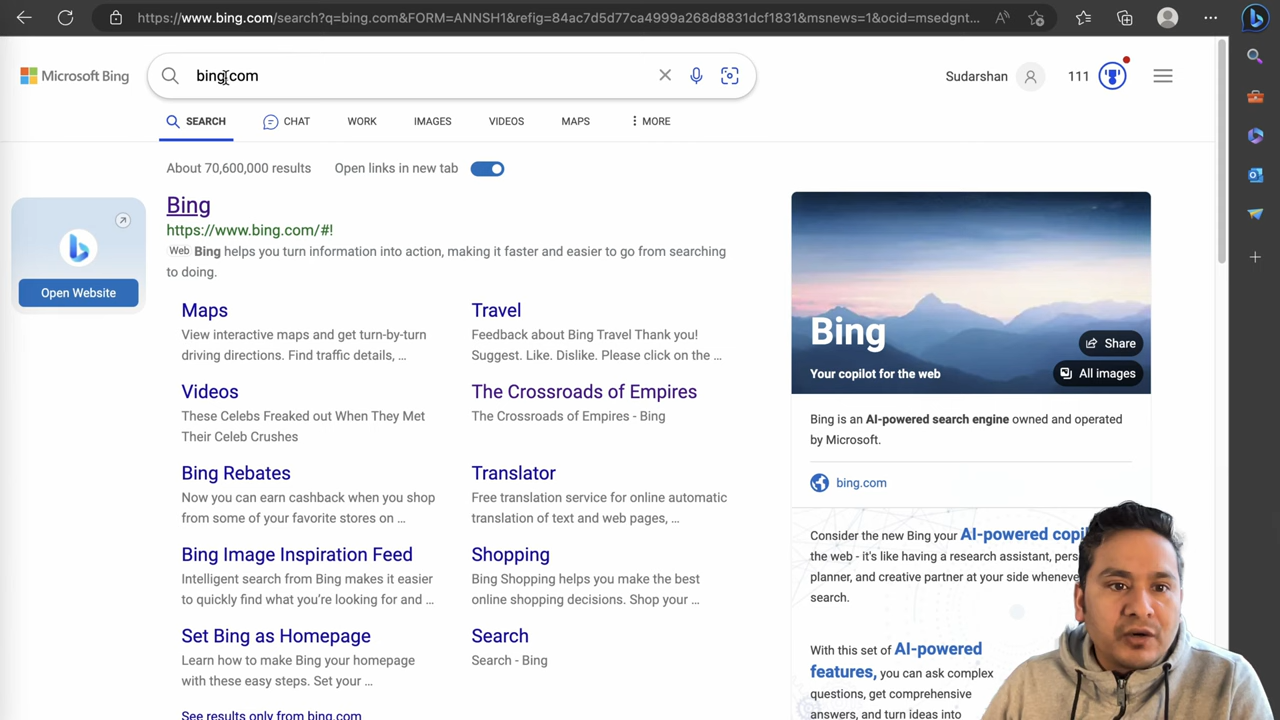 https://www.bing.com/search?q=bing.com&FORM=ANNSH1&refig=84ac7d5d77ca4999a268d8831dcf1831&msnews=1&ocid=msedgnt...
Microsoft Bing
bing.com
Sudarshan
111
SEARCH
CHAT
WORK
IMAGES
VIDEOS
MAPS
MORE
About 70,600,000 results
Open links in new tab
Open Website
Bing
https://www.bing.com/#!
Web Bing helps you turn information into action, making it faster and easier to go from searching
to doing.
Maps
View interactive maps and get turn-by-turn
driving directions. Find traffic details, ...
Travel
Feedback about Bing Travel Thank you!
Suggest. Like. Dislike. Please click on the ...
Videos
These Celebs Freaked out When They Met
Their Celeb Crushes
The Crossroads of Empires
The Crossroads of Empires - Bing
Bing Rebates
Now you can earn cashback when you shop
from some of your favorite stores on ...
Translator
Free translation service for online automatic
translation of text and web pages, ...
Bing Image Inspiration Feed
Intelligent search from Bing makes it easier
to quickly find what you're looking for and ...
Shopping
Bing Shopping helps you make the best
online shopping decisions. Shop your ...
Set Bing as Homepage
Learn how to make Bing your homepage
with these easy steps. Set your ...
Search
Search - Bing
See results only from bing.com
Bing
Your copilot for the web
Share
All images
Bing is an AI-powered search engine owned and operated
by Microsoft.
bing.com
Consider the new Bing your AI-powered
the web - it's like having a research assistant,
planner, and creative partner at your side
search.
With this set of AI-powered
features, you can ask complex
questions, get comprehensive
answers, and turn ideas into